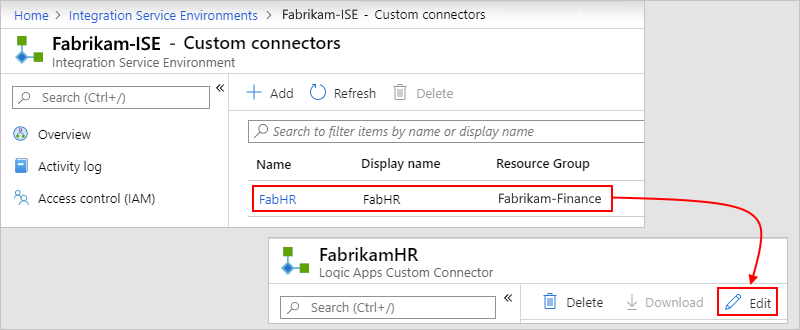 Home > Integration Service Environments > Fabrikam-ISE - Custom connectors
Fabrikam-ISE - Custom connectors
Integration Service Environment
Search (Ctrl+/)
«
Add Refresh Delete
Overview
Activity log
Access control (IAM)
Search to filter items by name or display name
Name Display name Resource Group
FabHR FabHR Fabrikam-Finance
FabrikamHR
Logic Apps Custom Connector
Search (Ctrl+/)
«
Delete Download Edit